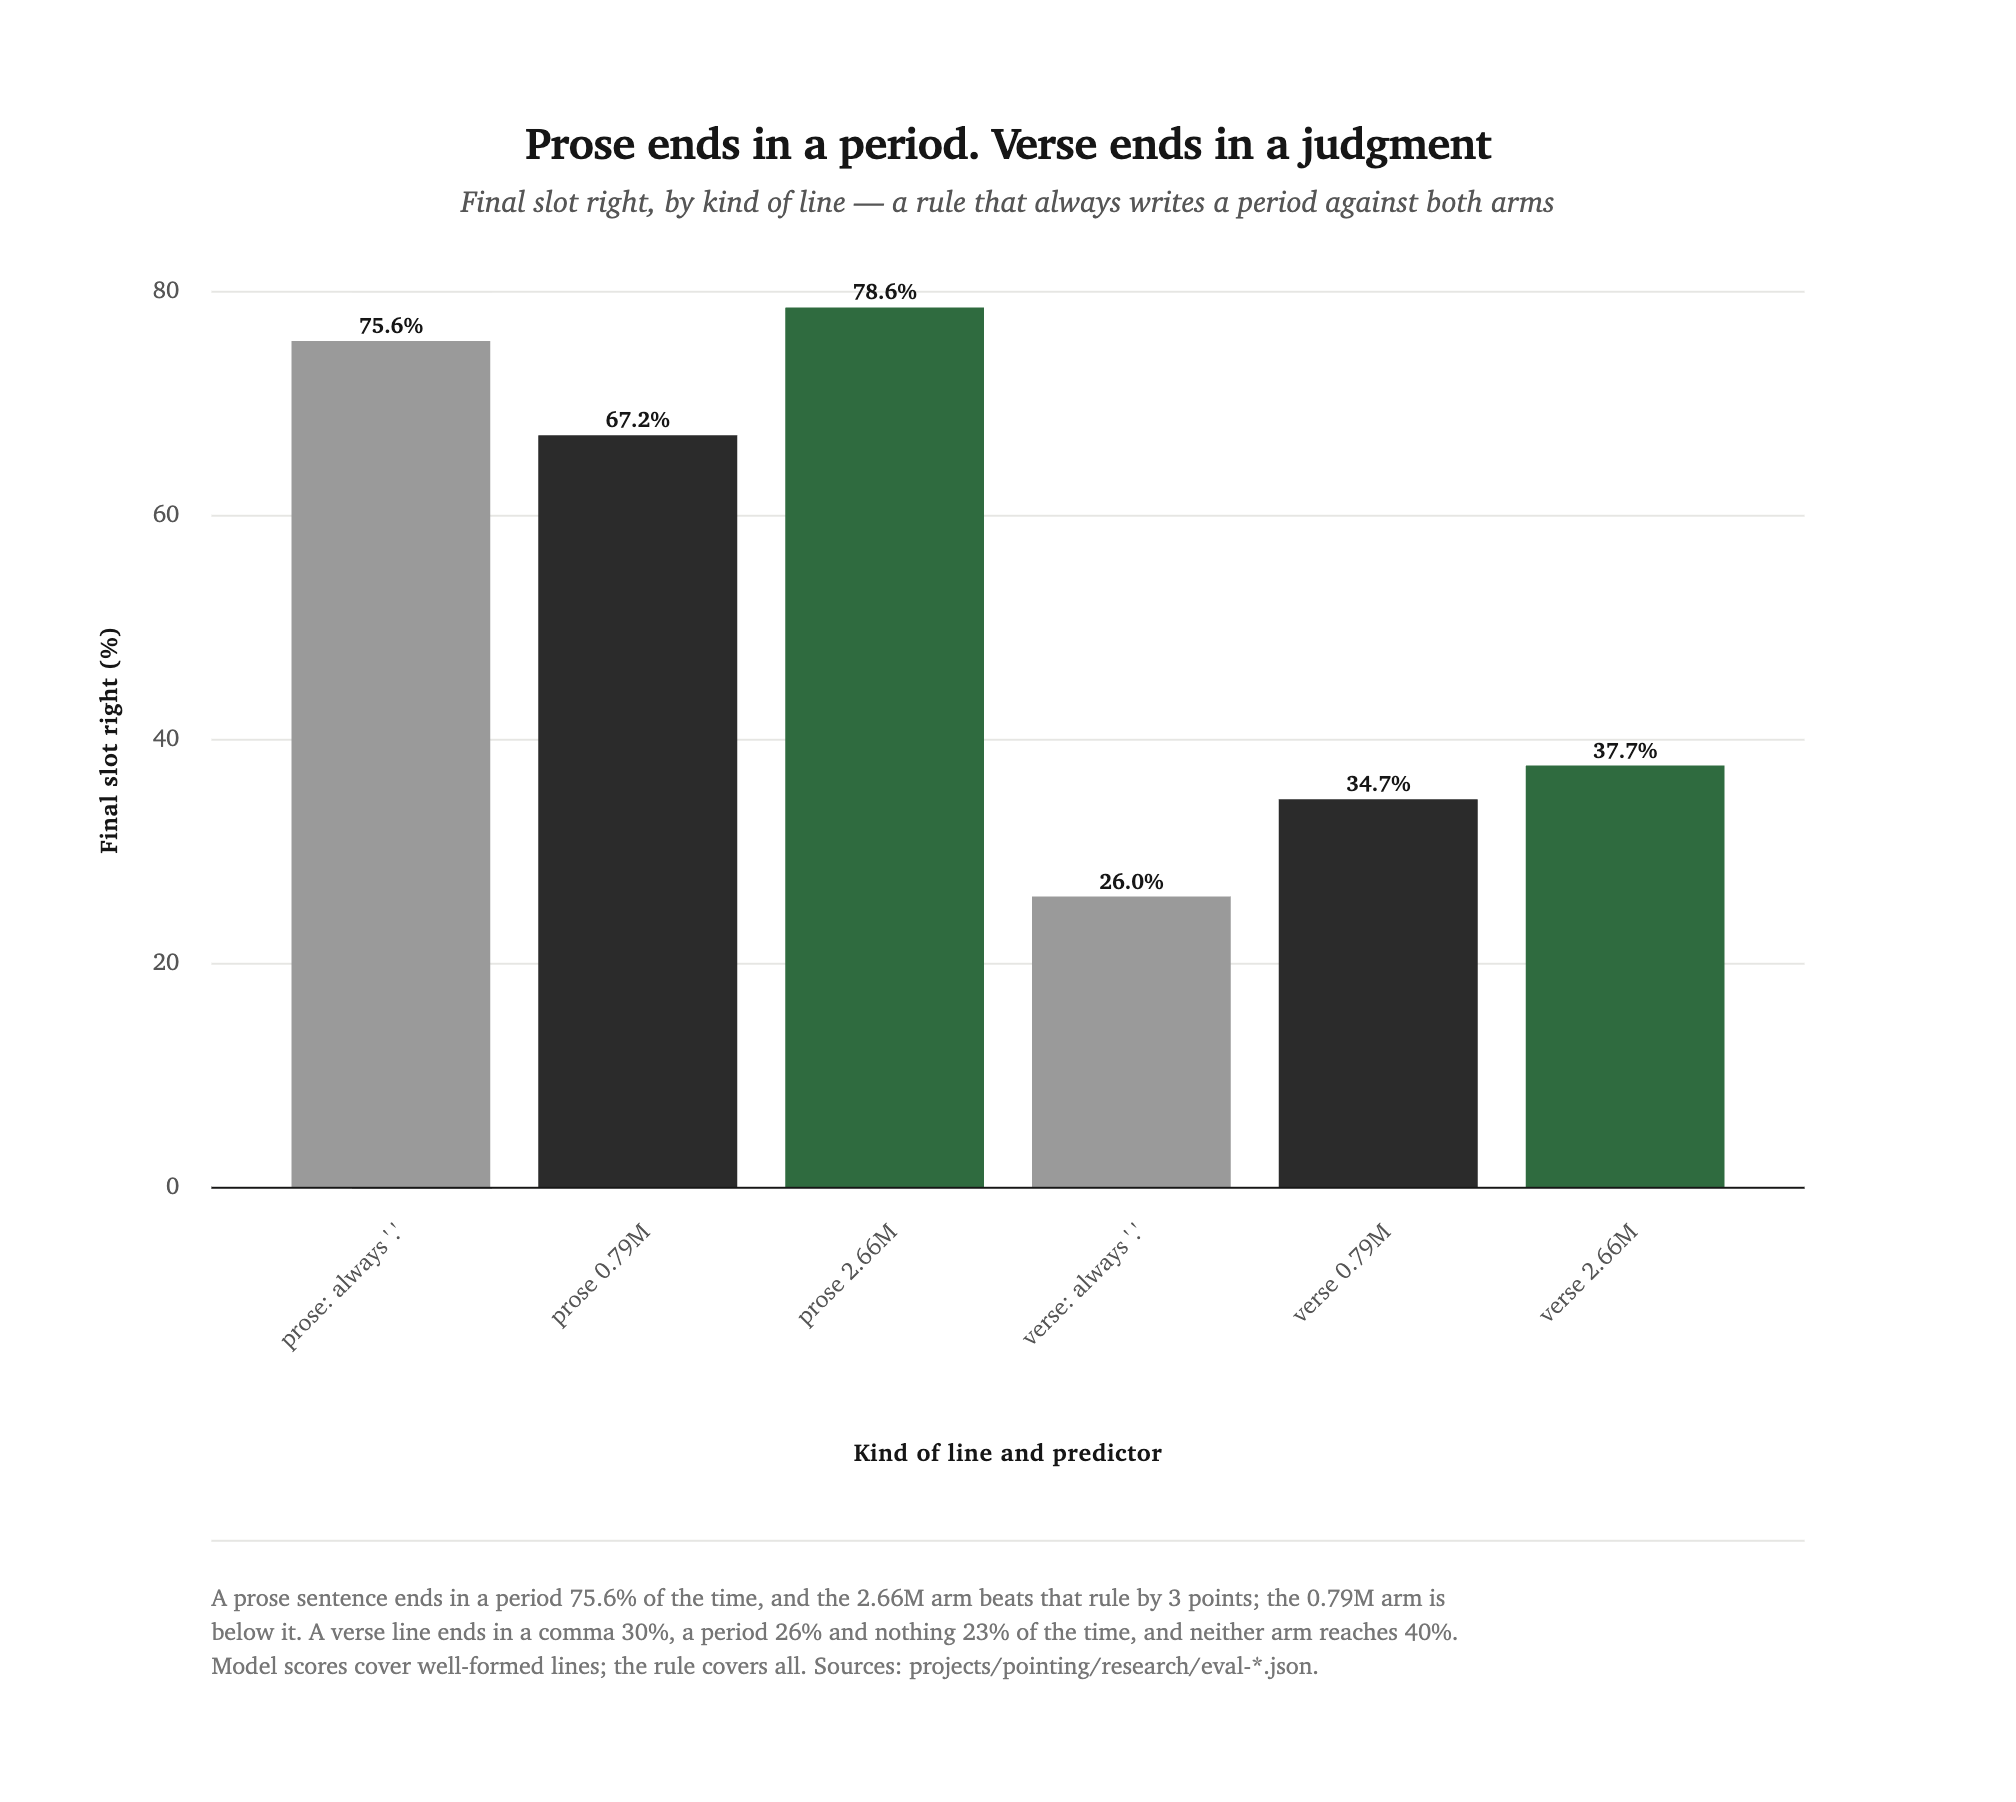 Prose ends in a period. Verse ends in a judgment
Final slot right, by kind of line — a rule that always writes a period against both arms
Final slot right (%)
80
60
40
20
0
75.6%
67.2%
78.6%
26.0%
34.7%
37.7%
prose: always '.'
prose 0.79M
prose 2.66M
verse: always '.'
verse 0.79M
verse 2.66M
Kind of line and predictor
A prose sentence ends in a period 75.6% of the time, and the 2.66M arm beats that rule by 3 points; the 0.79M arm is
below it. A verse line ends in a comma 30%, a period 26% and nothing 23% of the time, and neither arm reaches 40%.
Model scores cover well-formed lines; the rule covers all. Sources: projects/pointing/research/eval-*.json.